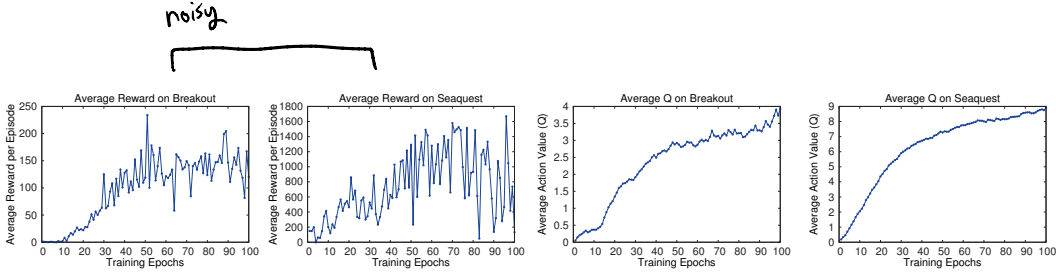 noisy
Average Reward on Breakout
Average Reward per Episode
250
200
150
100
50
0
0 10 20 30 40 50 60 70 80 90 100
Training Epochs
Average Reward on Seaquest
Average Reward per Episode
1800
1600
1400
1200
1000
800
600
400
200
0
0 10 20 30 40 50 60 70 80 90 100
Training Epochs
Average Q on Breakout
Average Action Value (Q)
4
3.5
3
2.5
2
1.5
1
0.5
0
0 10 20 30 40 50 60 70 80 90 100
Training Epochs
Average Q on Seaquest
Average Action Value (Q)
9
8
7
6
5
4
3
2
1
0
0 10 20 30 40 50 60 70 80 90 100
Training Epochs